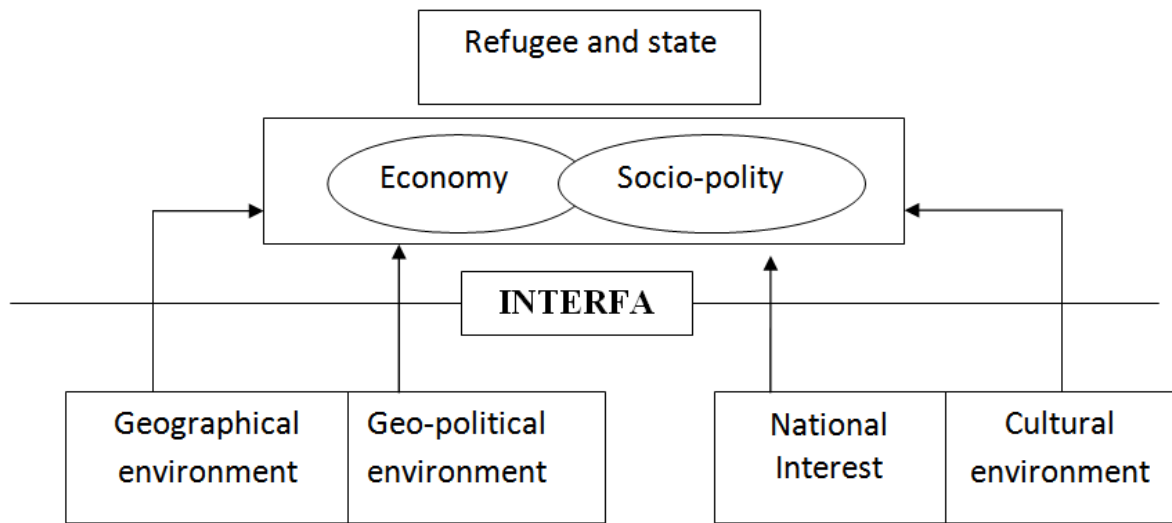 Refugee and state
Economy
Socio-polity
INTERFA
Geographical
environment
Geo-political
environment
National
Interest
Cultural
environment